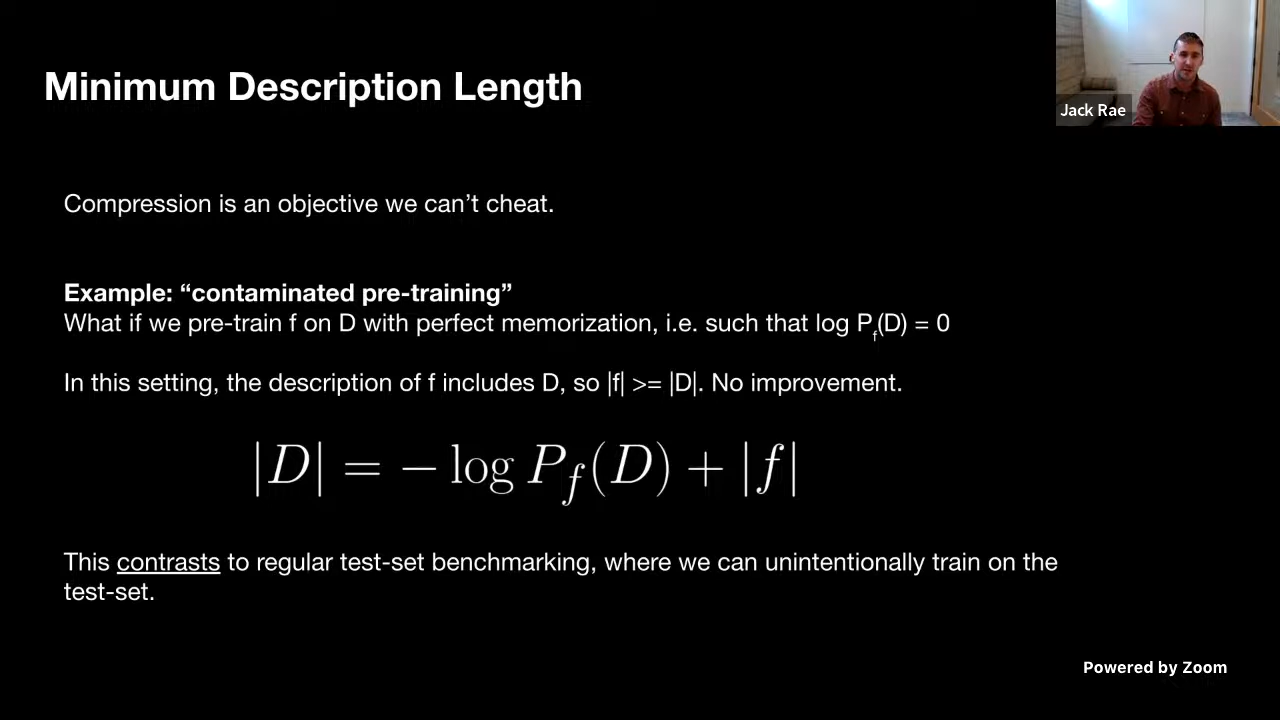 Minimum Description Length
Jack Rae
Compression is an objective we can’t cheat.
Example: “contaminated pre-training”
What if we pre-train f on D with perfect memorization, i.e. such that log P_f(D) = 0
In this setting, the description of f includes D, so |f| >= |D|. No improvement.
|D| = − log P_f(D) + |f|
This contrasts to regular test-set benchmarking, where we can unintentionally train on the
test-set.
Powered by Zoom